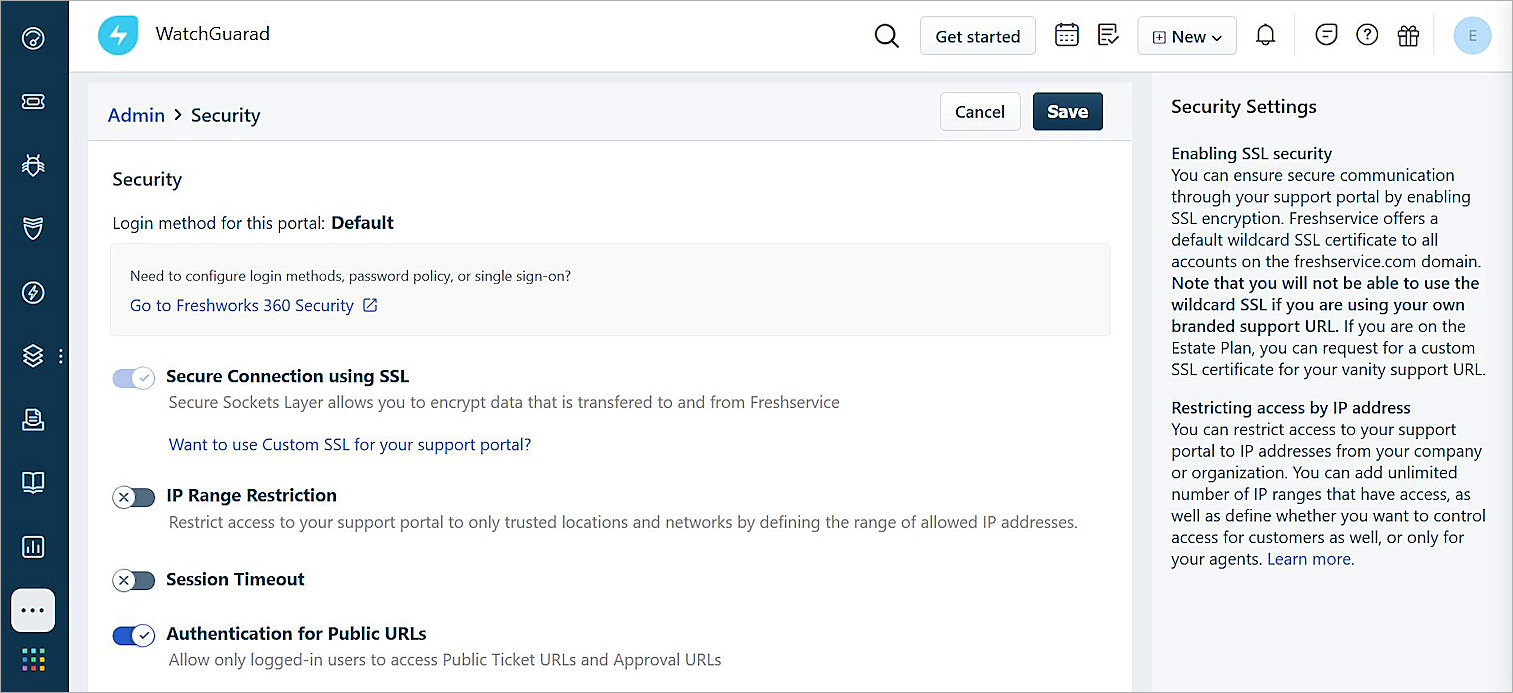 WatchGuarad
Get started
New
E
Admin > Security
Cancel
Save
Security
Login method for this portal: Default
Need to configure login methods, password policy, or single sign-on?
Go to Freshworks 360 Security
Secure Connection using SSL
Secure Sockets Layer allows you to encrypt data that is transfered to and from Freshservice
Want to use Custom SSL for your support portal?
IP Range Restriction
Restrict access to your support portal to only trusted locations and networks by defining the range of allowed IP addresses.
Session Timeout
Authentication for Public URLs
Allow only logged-in users to access Public Ticket URLs and Approval URLs
Security Settings
Enabling SSL security
You can ensure secure communication
through your support portal by enabling
SSL encryption. Freshservice offers a
default wildcard SSL certificate to all
accounts on the freshservice.com domain.
Note that you will not be able to use the
wildcard SSL if you are using your own
branded support URL. If you are on the
Estate Plan, you can request for a custom
SSL certificate for your vanity support URL.
Restricting access by IP address
You can restrict access to your support
portal to IP addresses from your company
or organization. You can add unlimited
number of IP ranges that have access, as
well as define whether you want to control
access for customers as well, or only for
your agents. Learn more.